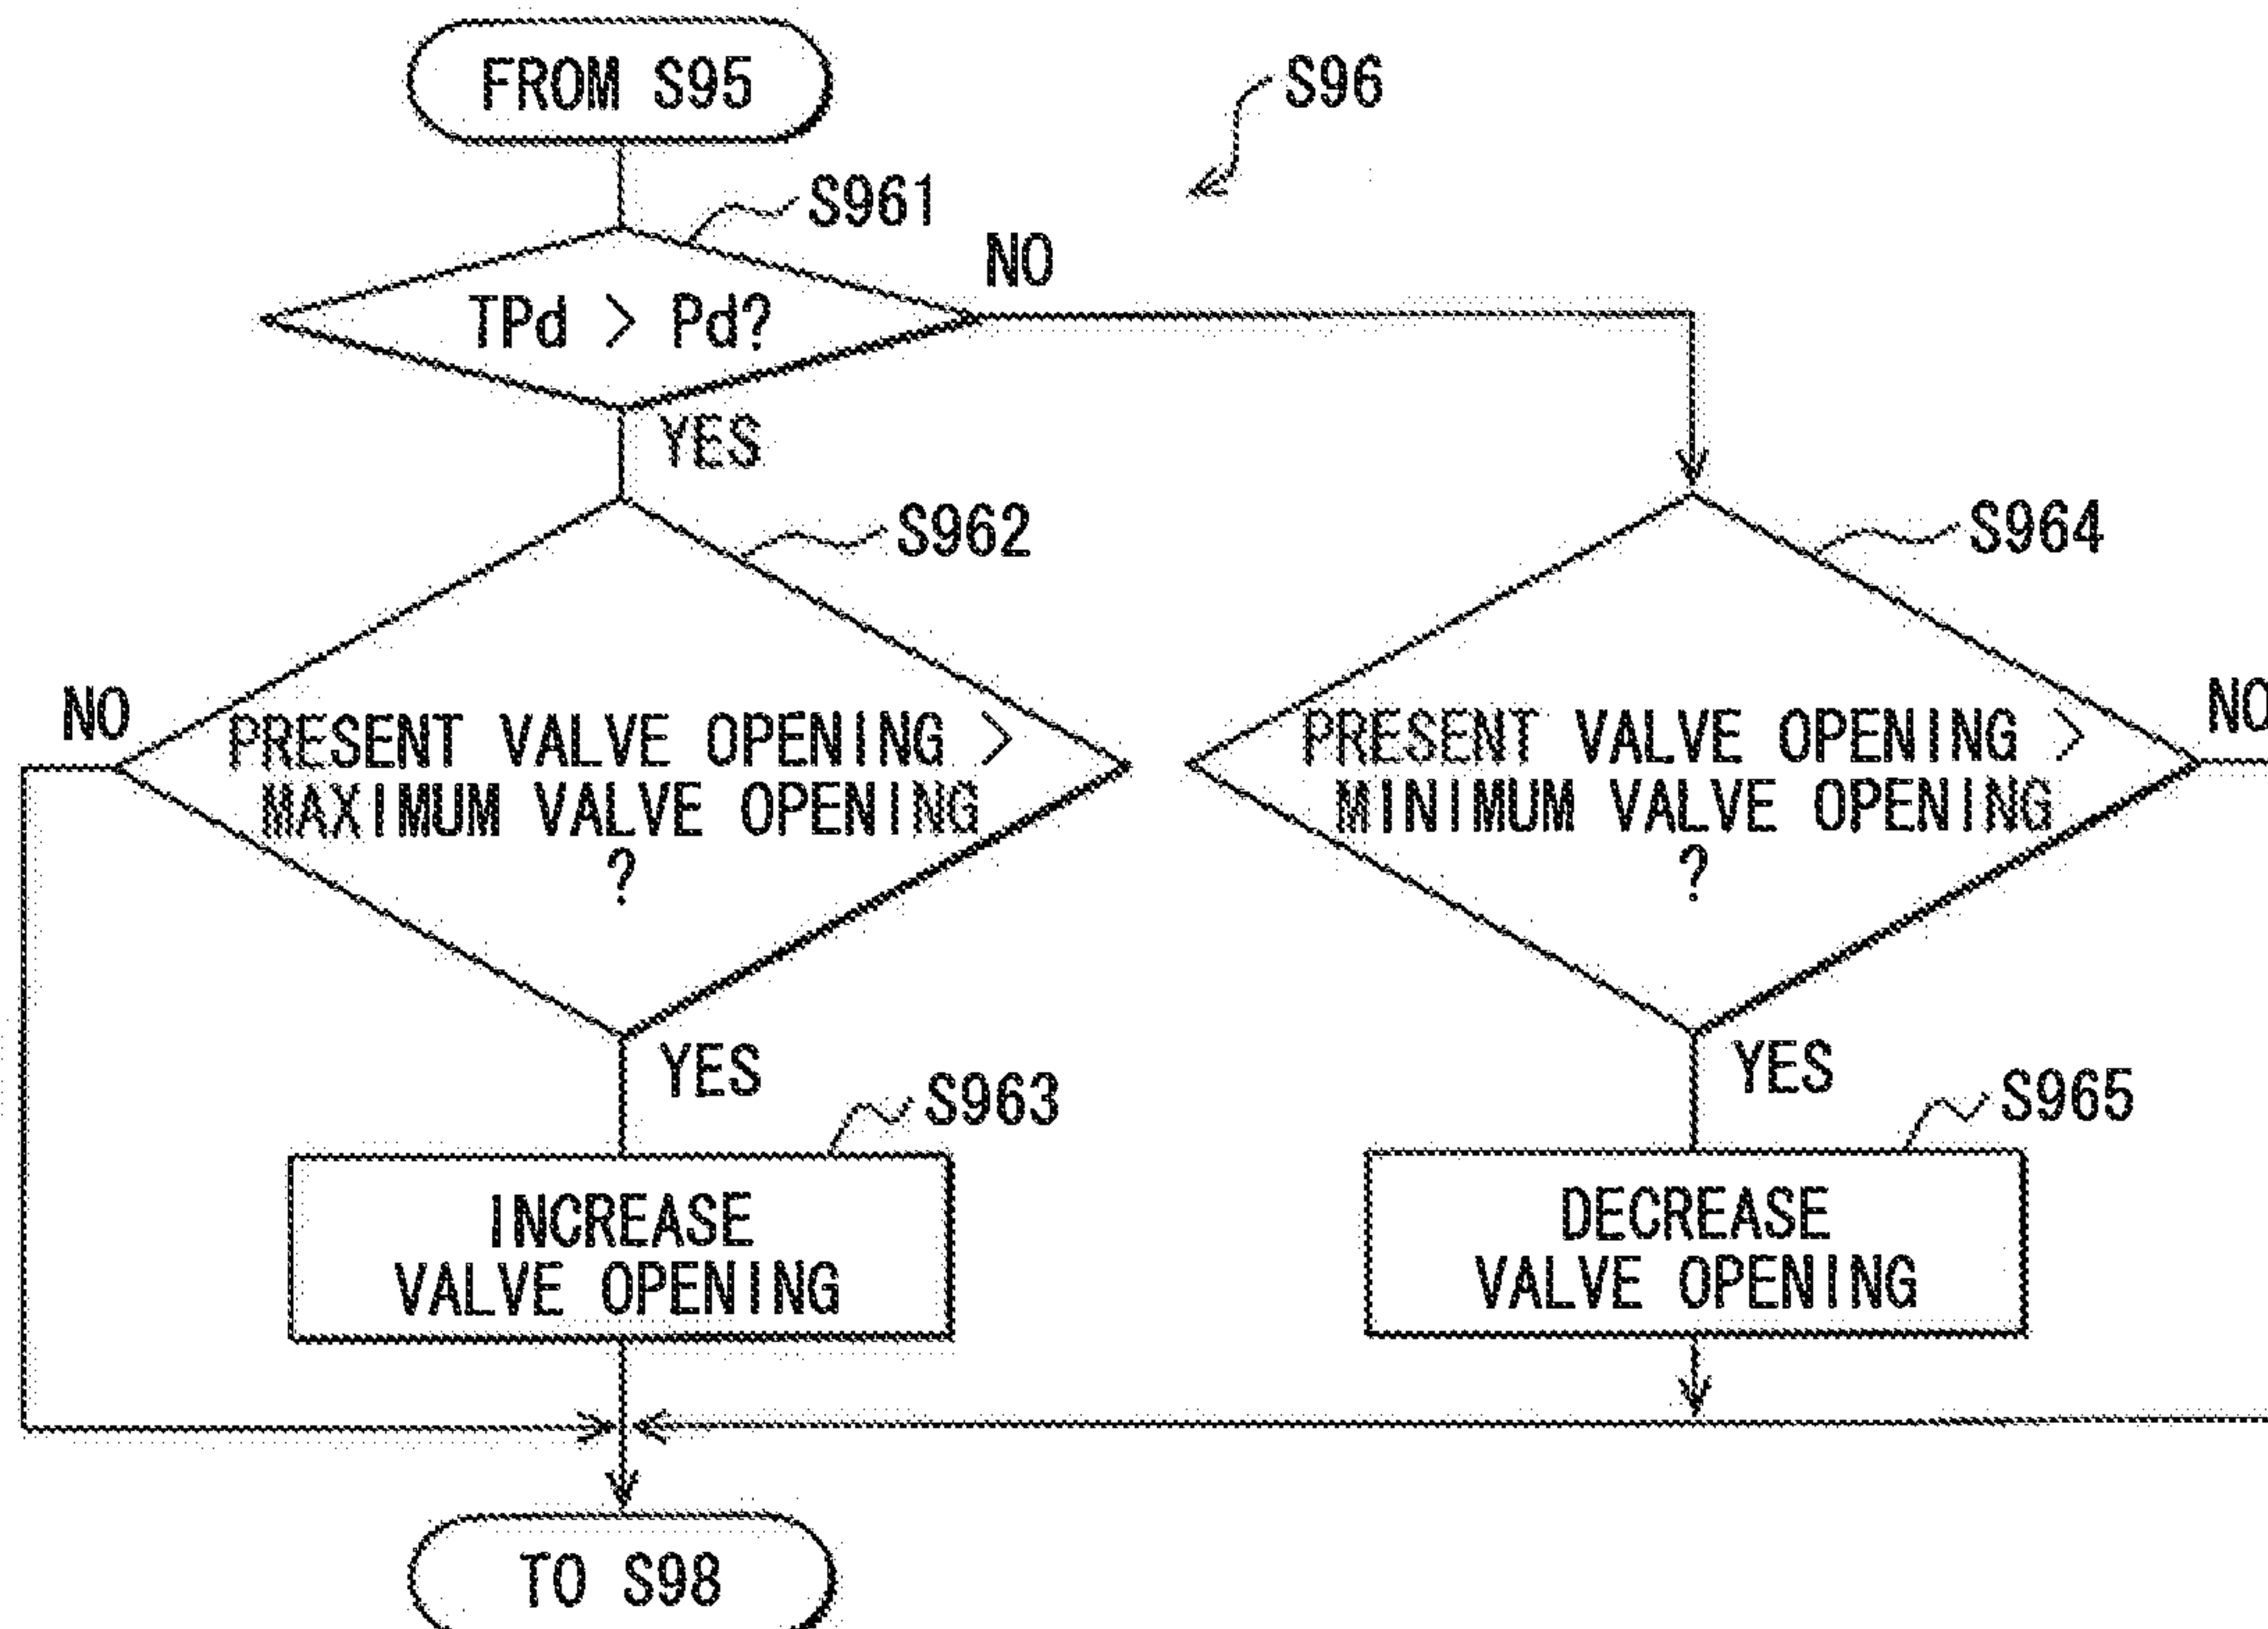 FROM S95
S96
S961
TPd > Pd?
NO
YES
S962
PRESENT VALVE OPENING >
MAXIMUM VALVE OPENING
?
NO
YES
S963
INCREASE
VALVE OPENING
S964
PRESENT VALVE OPENING >
MINIMUM VALVE OPENING
?
NO
YES
S965
DECREASE
VALVE OPENING
TO S98